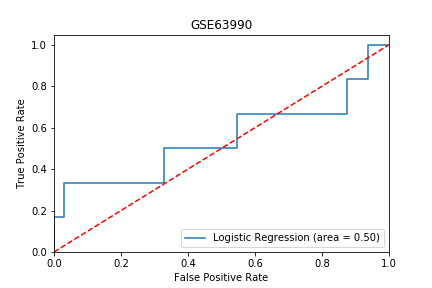 GSE63990
1.0
0.8
0.6
0.4
0.2
0.0
True Positive Rate
Logistic Regression (area = 0.50)
0.0 0.2 0.4 0.6 0.8 1.0
False Positive Rate